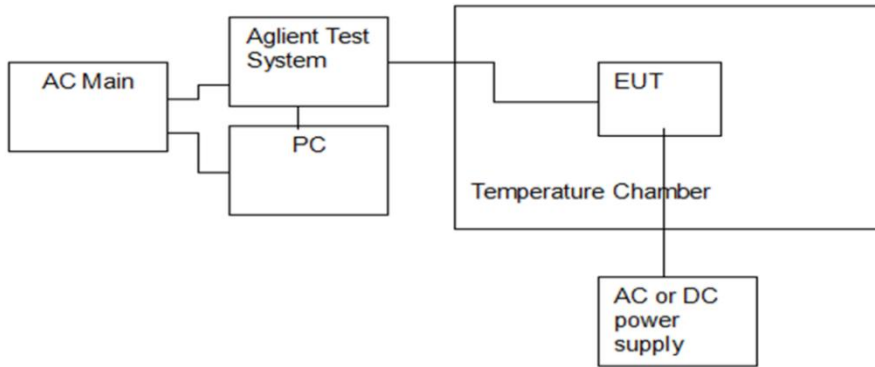 AC Main
Aglient Test
System
PC
EUT
Temperature Chamber
AC or DC
power
supply